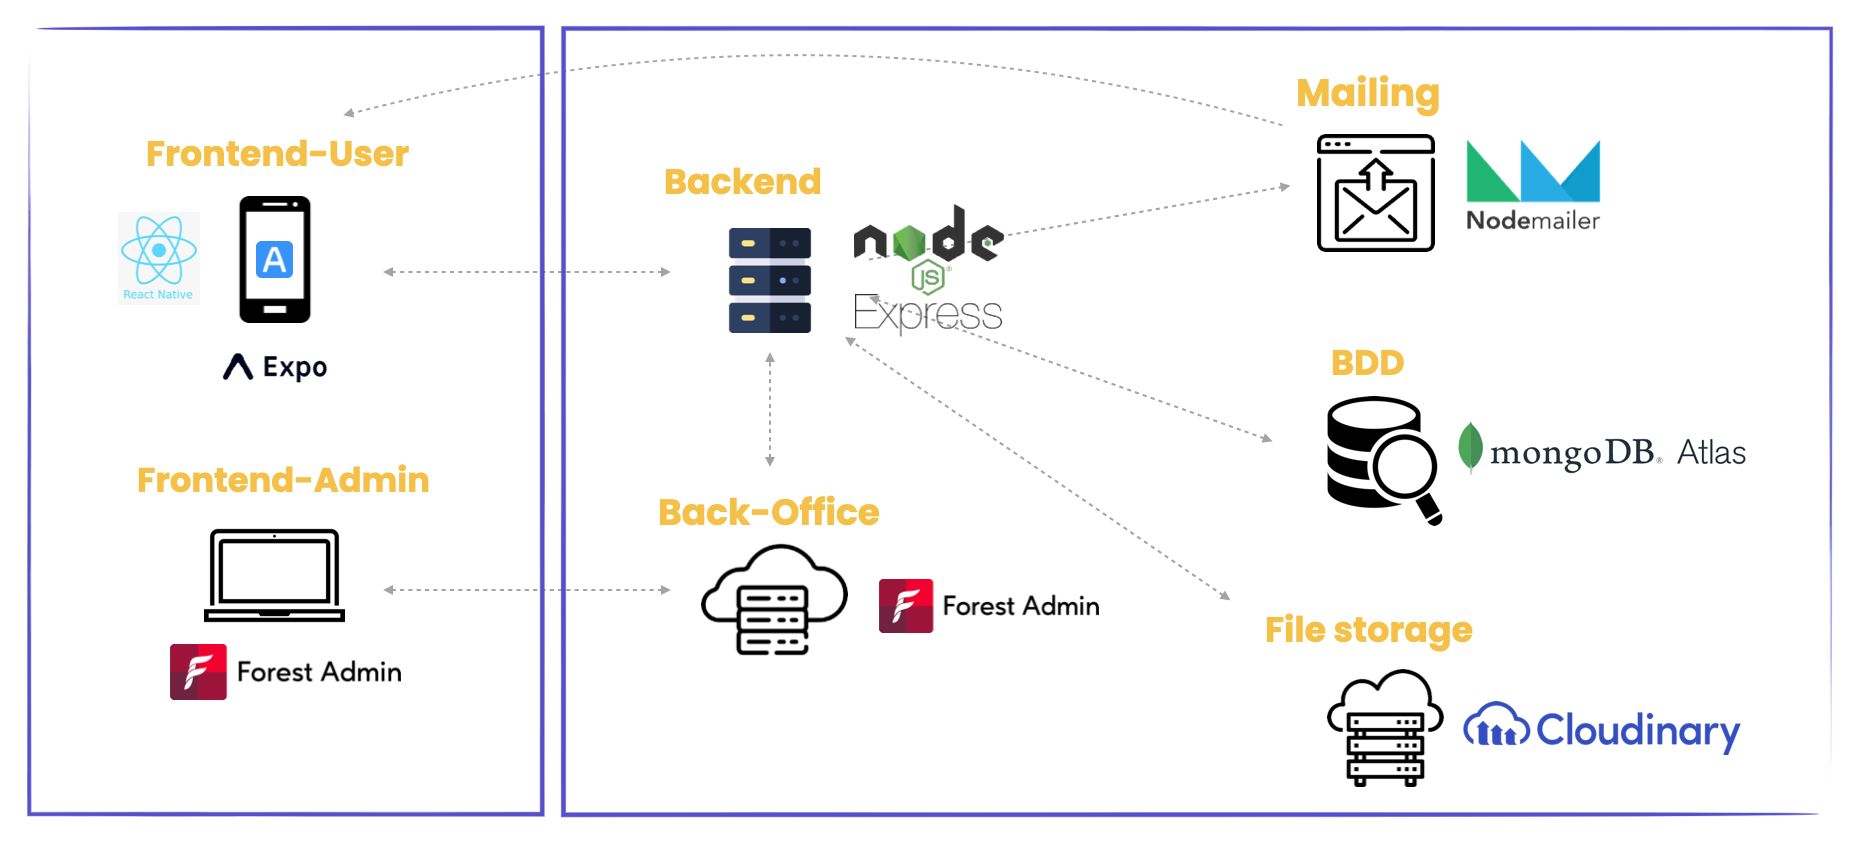 Frontend-User
A
React Native
Expo
Frontend-Admin
Forest Admin
Backend
node
JS
®
Express
Back-Office
Forest Admin
Mailing
Nodemailer
BDD
mongoDB® Atlas
File storage
Cloudinary